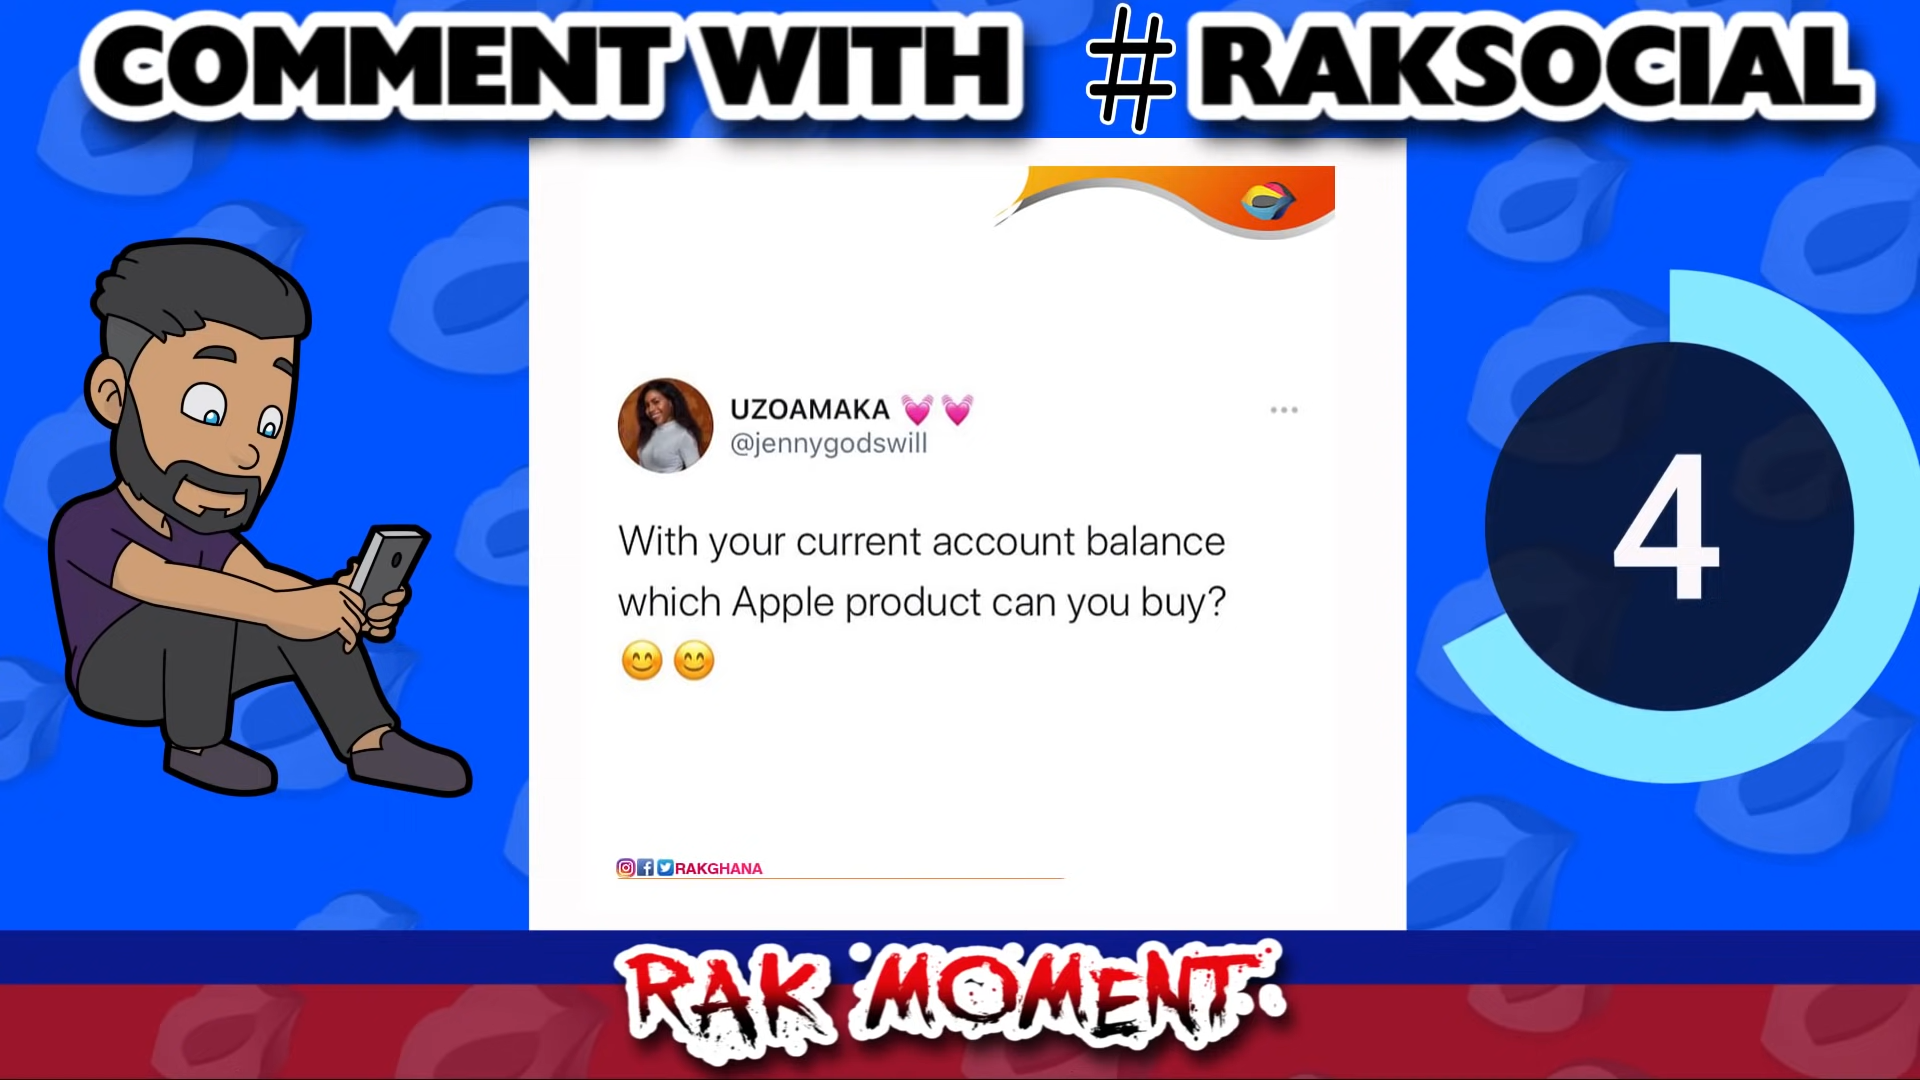 COMMENT WITH #RAKSOCIAL
UZOAMAKA 💓💓
@jennygodswill
With your current account balance
which Apple product can you buy?
😊😊
4
RAKGHANA
RAK MOMENT